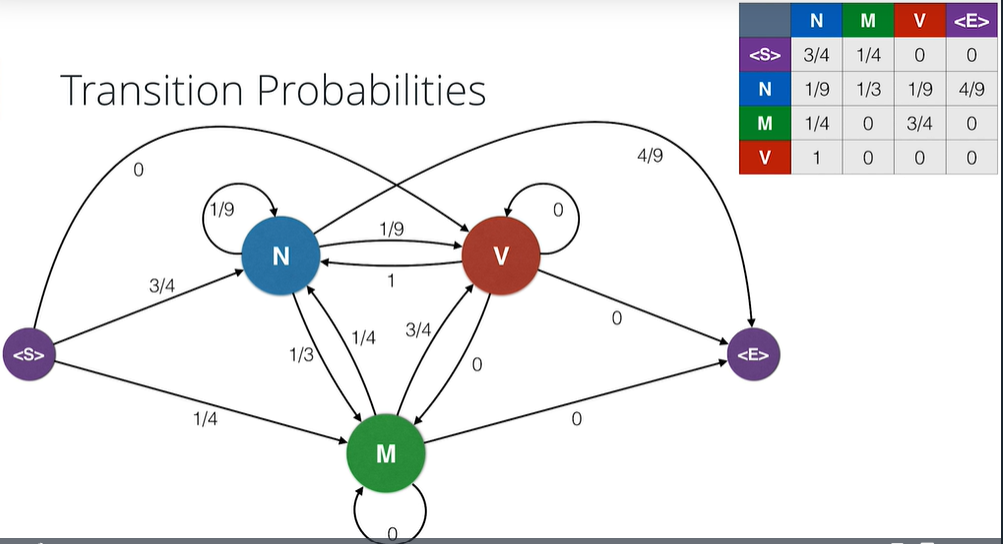 N M V <E>
<S> 3/4 1/4 0 0
N 1/9 1/3 1/9 4/9
M 1/4 0 3/4 0
V 1 0 0 0
Transition Probabilities
0
4/9
1/9
0
1/9
N
V
1
3/4
0
1/4
3/4
1/3
<S>
<E>
0
1/4
0
M
0